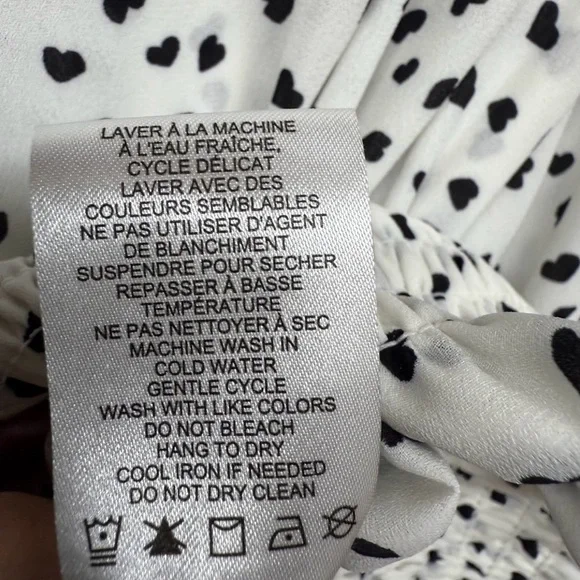 LAVER À LA MACHINE
À L'EAU FRAÎCHE,
CYCLE DÉLICAT
LAVER AVEC DES
COULEURS SEMBLABLES
NE PAS UTILISER D'AGENT
DE BLANCHIMENT
SUSPENDRE POUR SECHER
REPASSER À BASSE
TEMPÉRATURE
NE PAS NETTOYER À SEC
MACHINE WASH IN
COLD WATER
GENTLE CYCLE
WASH WITH LIKE COLORS
DO NOT BLEACH
HANG TO DRY
COOL IRON IF NEEDED
DO NOT DRY CLEAN